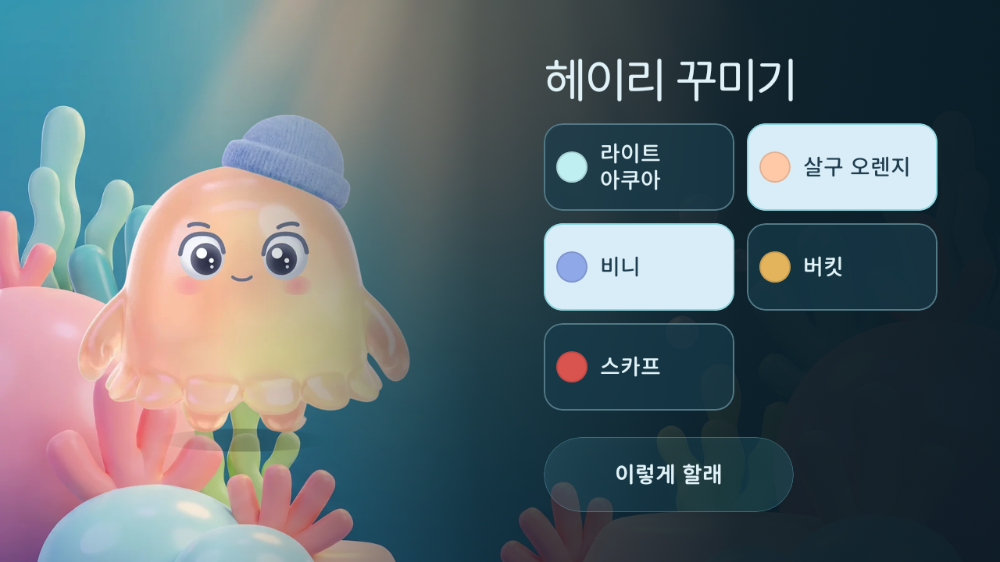 헤이리 꾸미기
라이트
아쿠아
살구 오렌지
비니
버킷
스카프
이렇게 할래